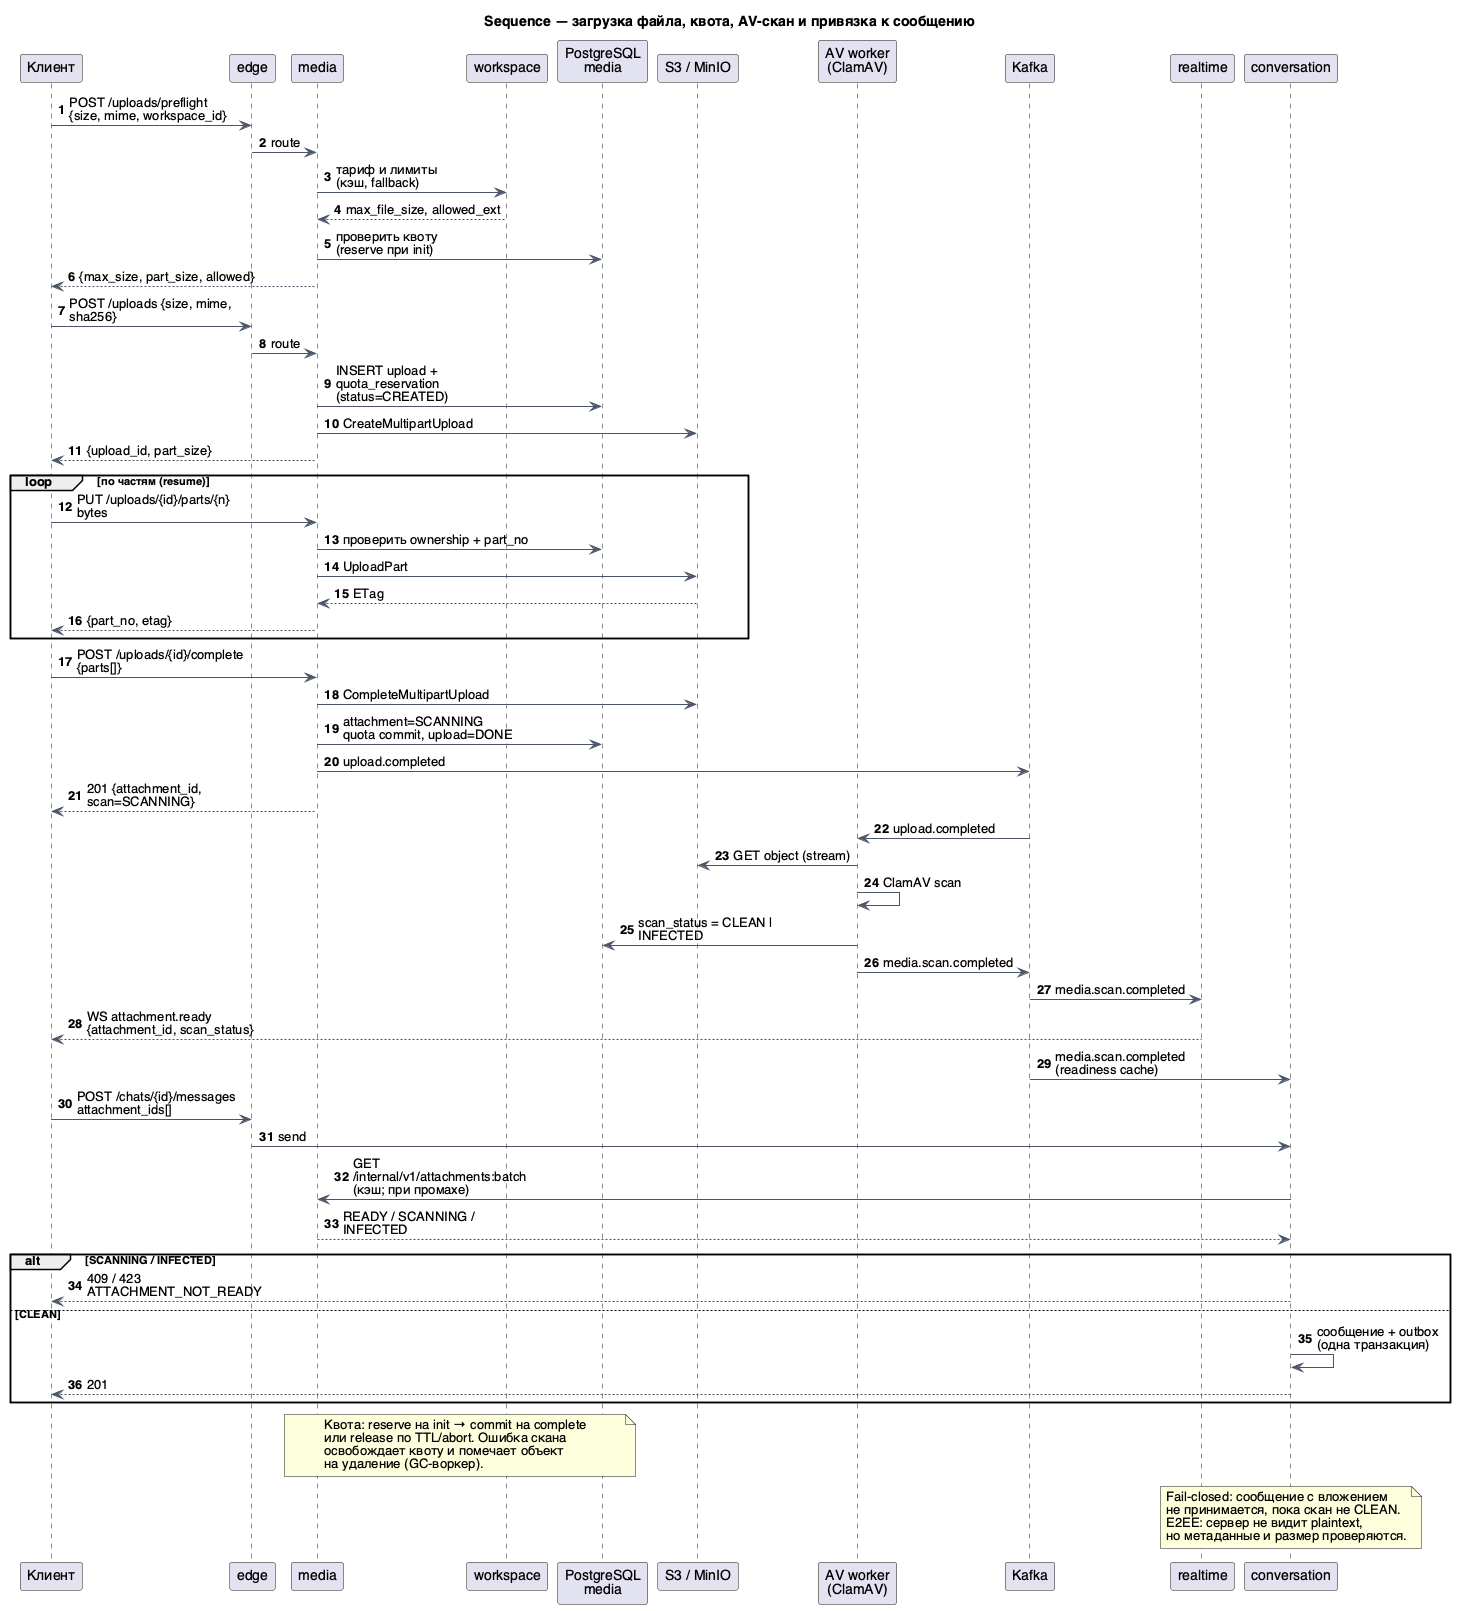 Sequence — загрузка файла, квота, AV-скан и привязка к сообщению
Клиент
edge
media
workspace
PostgreSQL
media
S3 / MinIO
AV worker
(ClamAV)
Kafka
realtime
conversation
1 POST /uploads/preflight
{size, mime, workspace_id}
2 route
3 тариф и лимиты
(кэш, fallback)
4 max_file_size, allowed_ext
5 проверить квоту
(reserve при init)
6 {max_size, part_size, allowed}
7 POST /uploads {size, mime,
sha256}
8 route
9 INSERT upload +
quota_reservation
(status=CREATED)
10 CreateMultipartUpload
11 {upload_id, part_size}
loop [по частям (resume)]
12 PUT /uploads/{id}/parts/{n}
bytes
13 проверить ownership + part_no
14 UploadPart
15 ETag
16 {part_no, etag}
17 POST /uploads/{id}/complete
{parts[]}
18 CompleteMultipartUpload
19 attachment=SCANNING
quota commit, upload=DONE
20 upload.completed
21 201 {attachment_id,
scan=SCANNING}
22 upload.completed
23 GET object (stream)
24 ClamAV scan
25 scan_status = CLEAN |
INFECTED
26 media.scan.completed
27 media.scan.completed
28 WS attachment.ready
{attachment_id, scan_status}
29 media.scan.completed
(readiness cache)
30 POST /chats/{id}/messages
attachment_ids[]
31 send
32 GET
/internal/v1/attachments:batch
(кэш; при промахе)
33 READY / SCANNING /
INFECTED
alt [SCANNING / INFECTED]
34 409 / 423
ATTACHMENT_NOT_READY
[CLEAN]
35 сообщение + outbox
(одна транзакция)
36 201
Квота: reserve на init → commit на complete
или release по TTL/abort. Ошибка скана
освобождает квоту и помечает объект
на удаление (GC-воркер).
Fail-closed: сообщение с вложением
не принимается, пока скан не CLEAN.
E2EE: сервер не видит plaintext,
но метаданные и размер проверяются.
Клиент
edge
media
workspace
PostgreSQL
media
S3 / MinIO
AV worker
(ClamAV)
Kafka
realtime
conversation